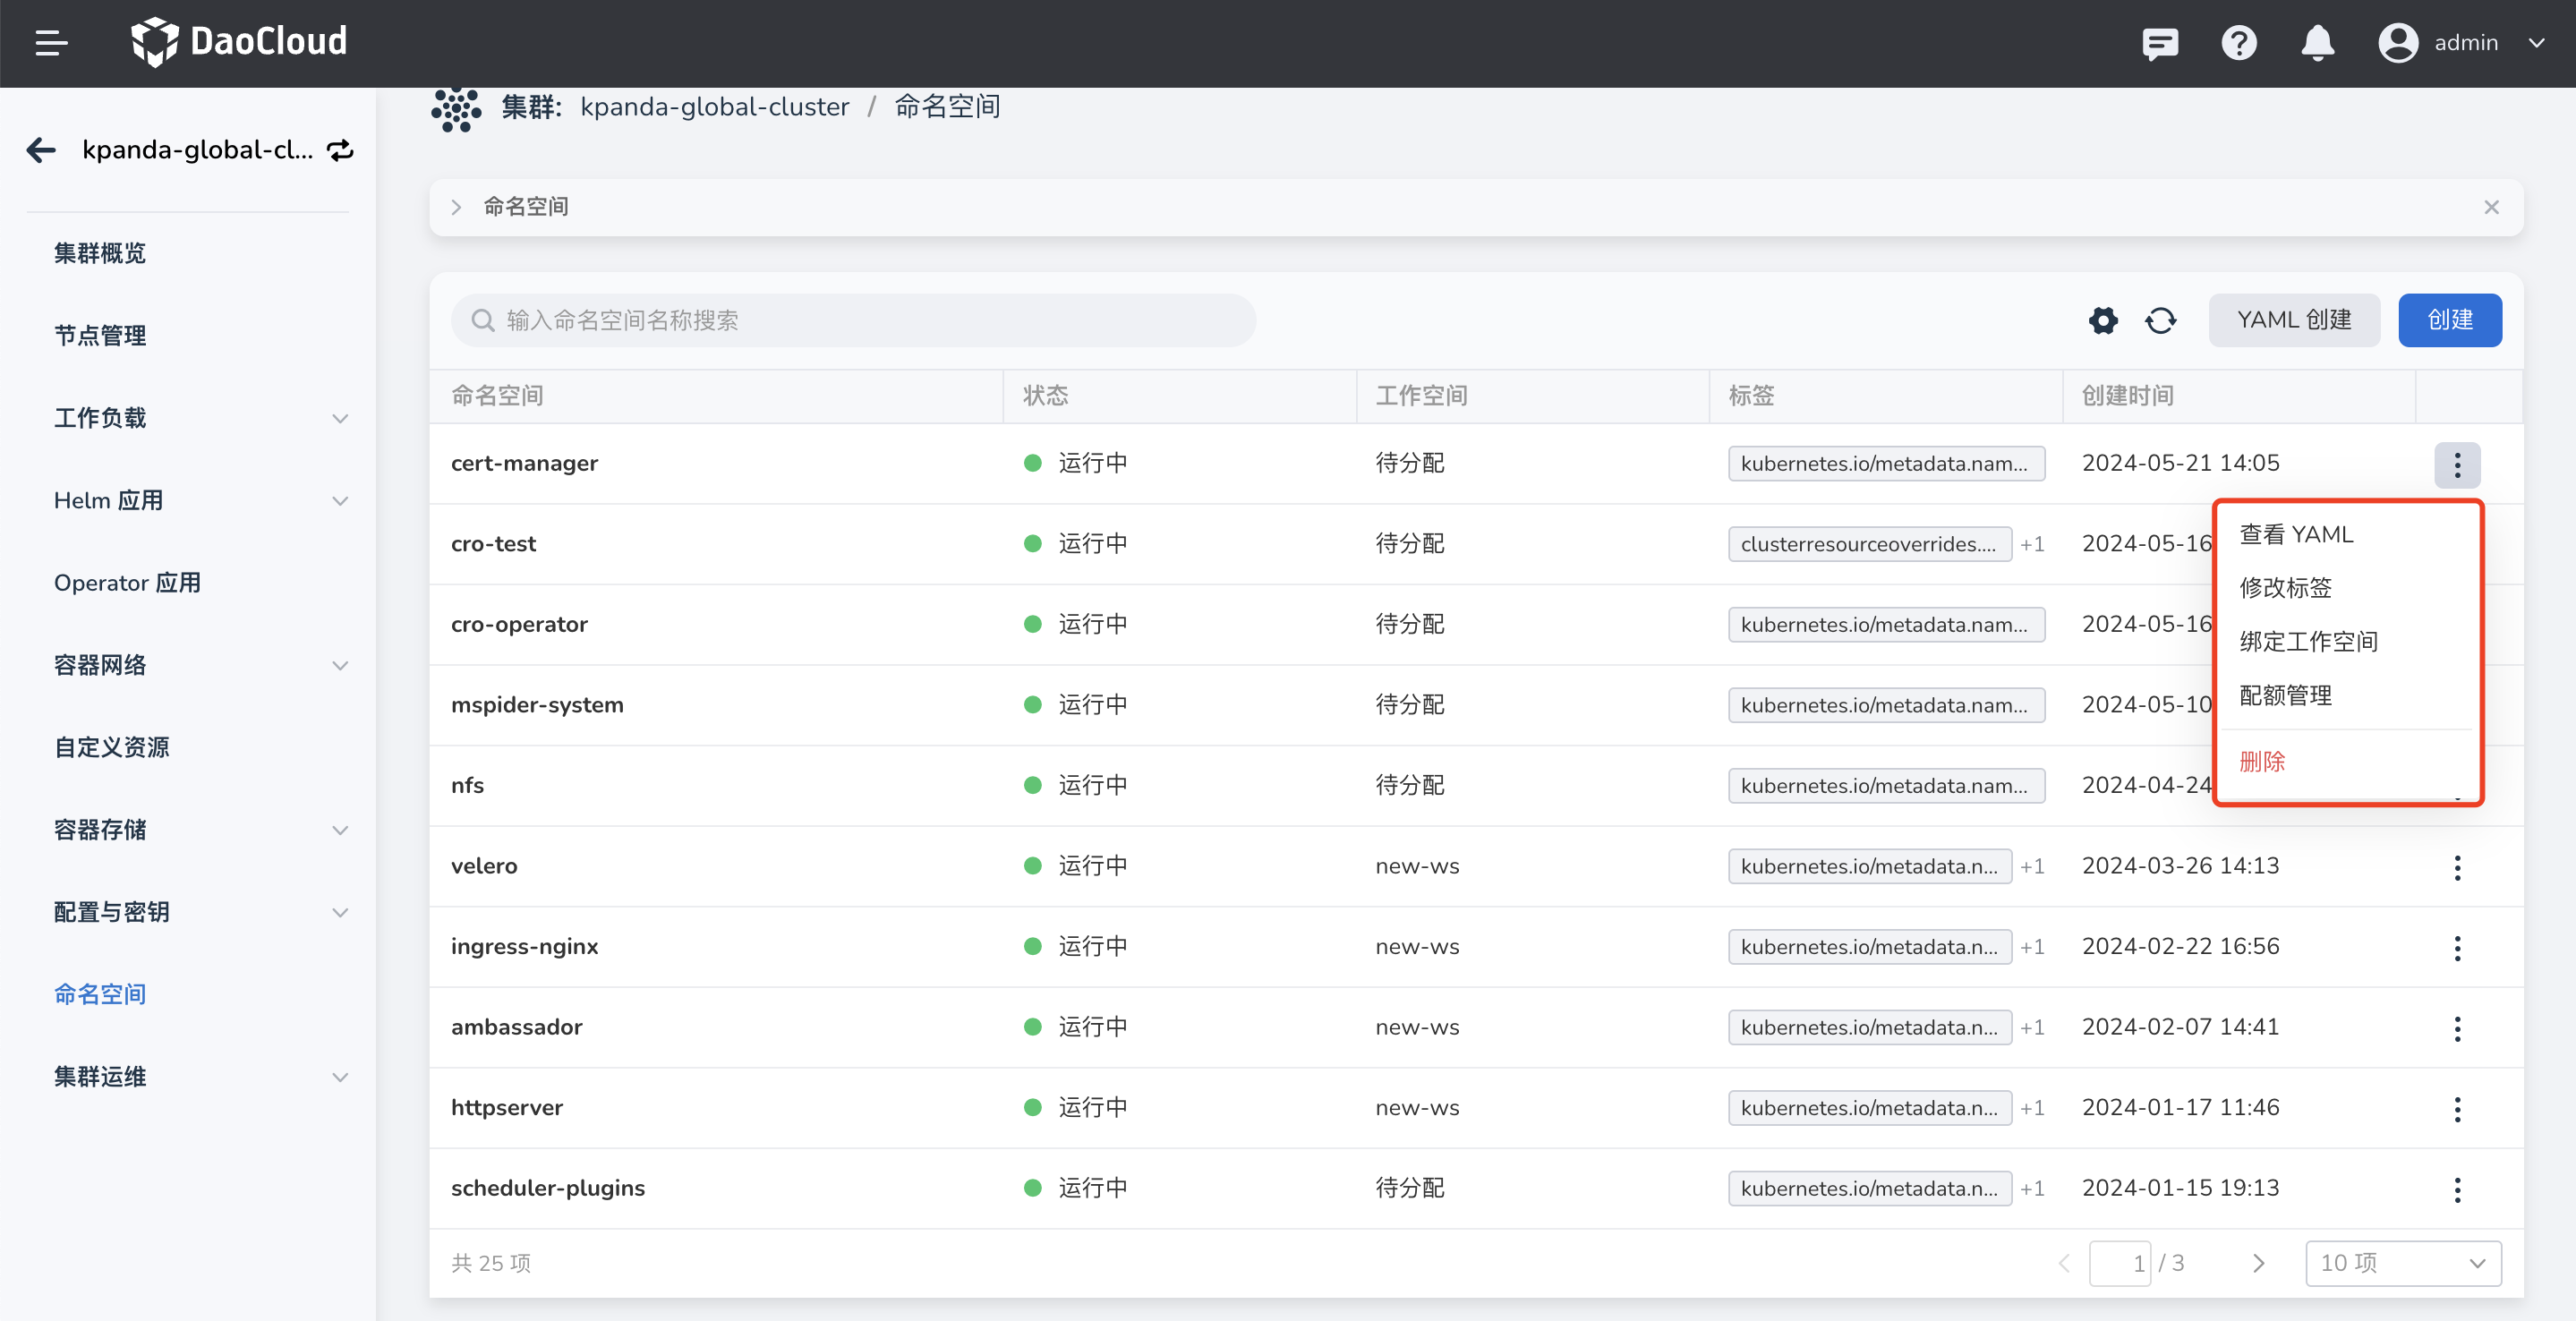 DaoCloud
admin
kpanda-global-cl...
集群概览
节点管理
工作负载
Helm 应用
Operator 应用
容器网络
自定义资源
容器存储
配置与密钥
命名空间
集群运维
集群: kpanda-global-cluster / 命名空间
命名空间
输入命名空间名称搜索
YAML 创建
创建
命名空间 状态 工作空间 标签 创建时间
cert-manager 运行中 待分配 kubernetes.io/metadata.nam... 2024-05-21 14:05
cro-test 运行中 待分配 clusterresourceoverrides.... +1 2024-05-16
cro-operator 运行中 待分配 kubernetes.io/metadata.nam... 2024-05-16
mspider-system 运行中 待分配 kubernetes.io/metadata.nam... 2024-05-10
nfs 运行中 待分配 kubernetes.io/metadata.nam... 2024-04-24
velero 运行中 new-ws kubernetes.io/metadata.n... +1 2024-03-26 14:13
ingress-nginx 运行中 new-ws kubernetes.io/metadata.n... +1 2024-02-22 16:56
ambassador 运行中 new-ws kubernetes.io/metadata.n... +1 2024-02-07 14:41
httpserver 运行中 new-ws kubernetes.io/metadata.n... +1 2024-01-17 11:46
scheduler-plugins 运行中 待分配 kubernetes.io/metadata.n... +1 2024-01-15 19:13
查看 YAML
修改标签
绑定工作空间
配额管理
删除
共 25 项
1 / 3
10 项